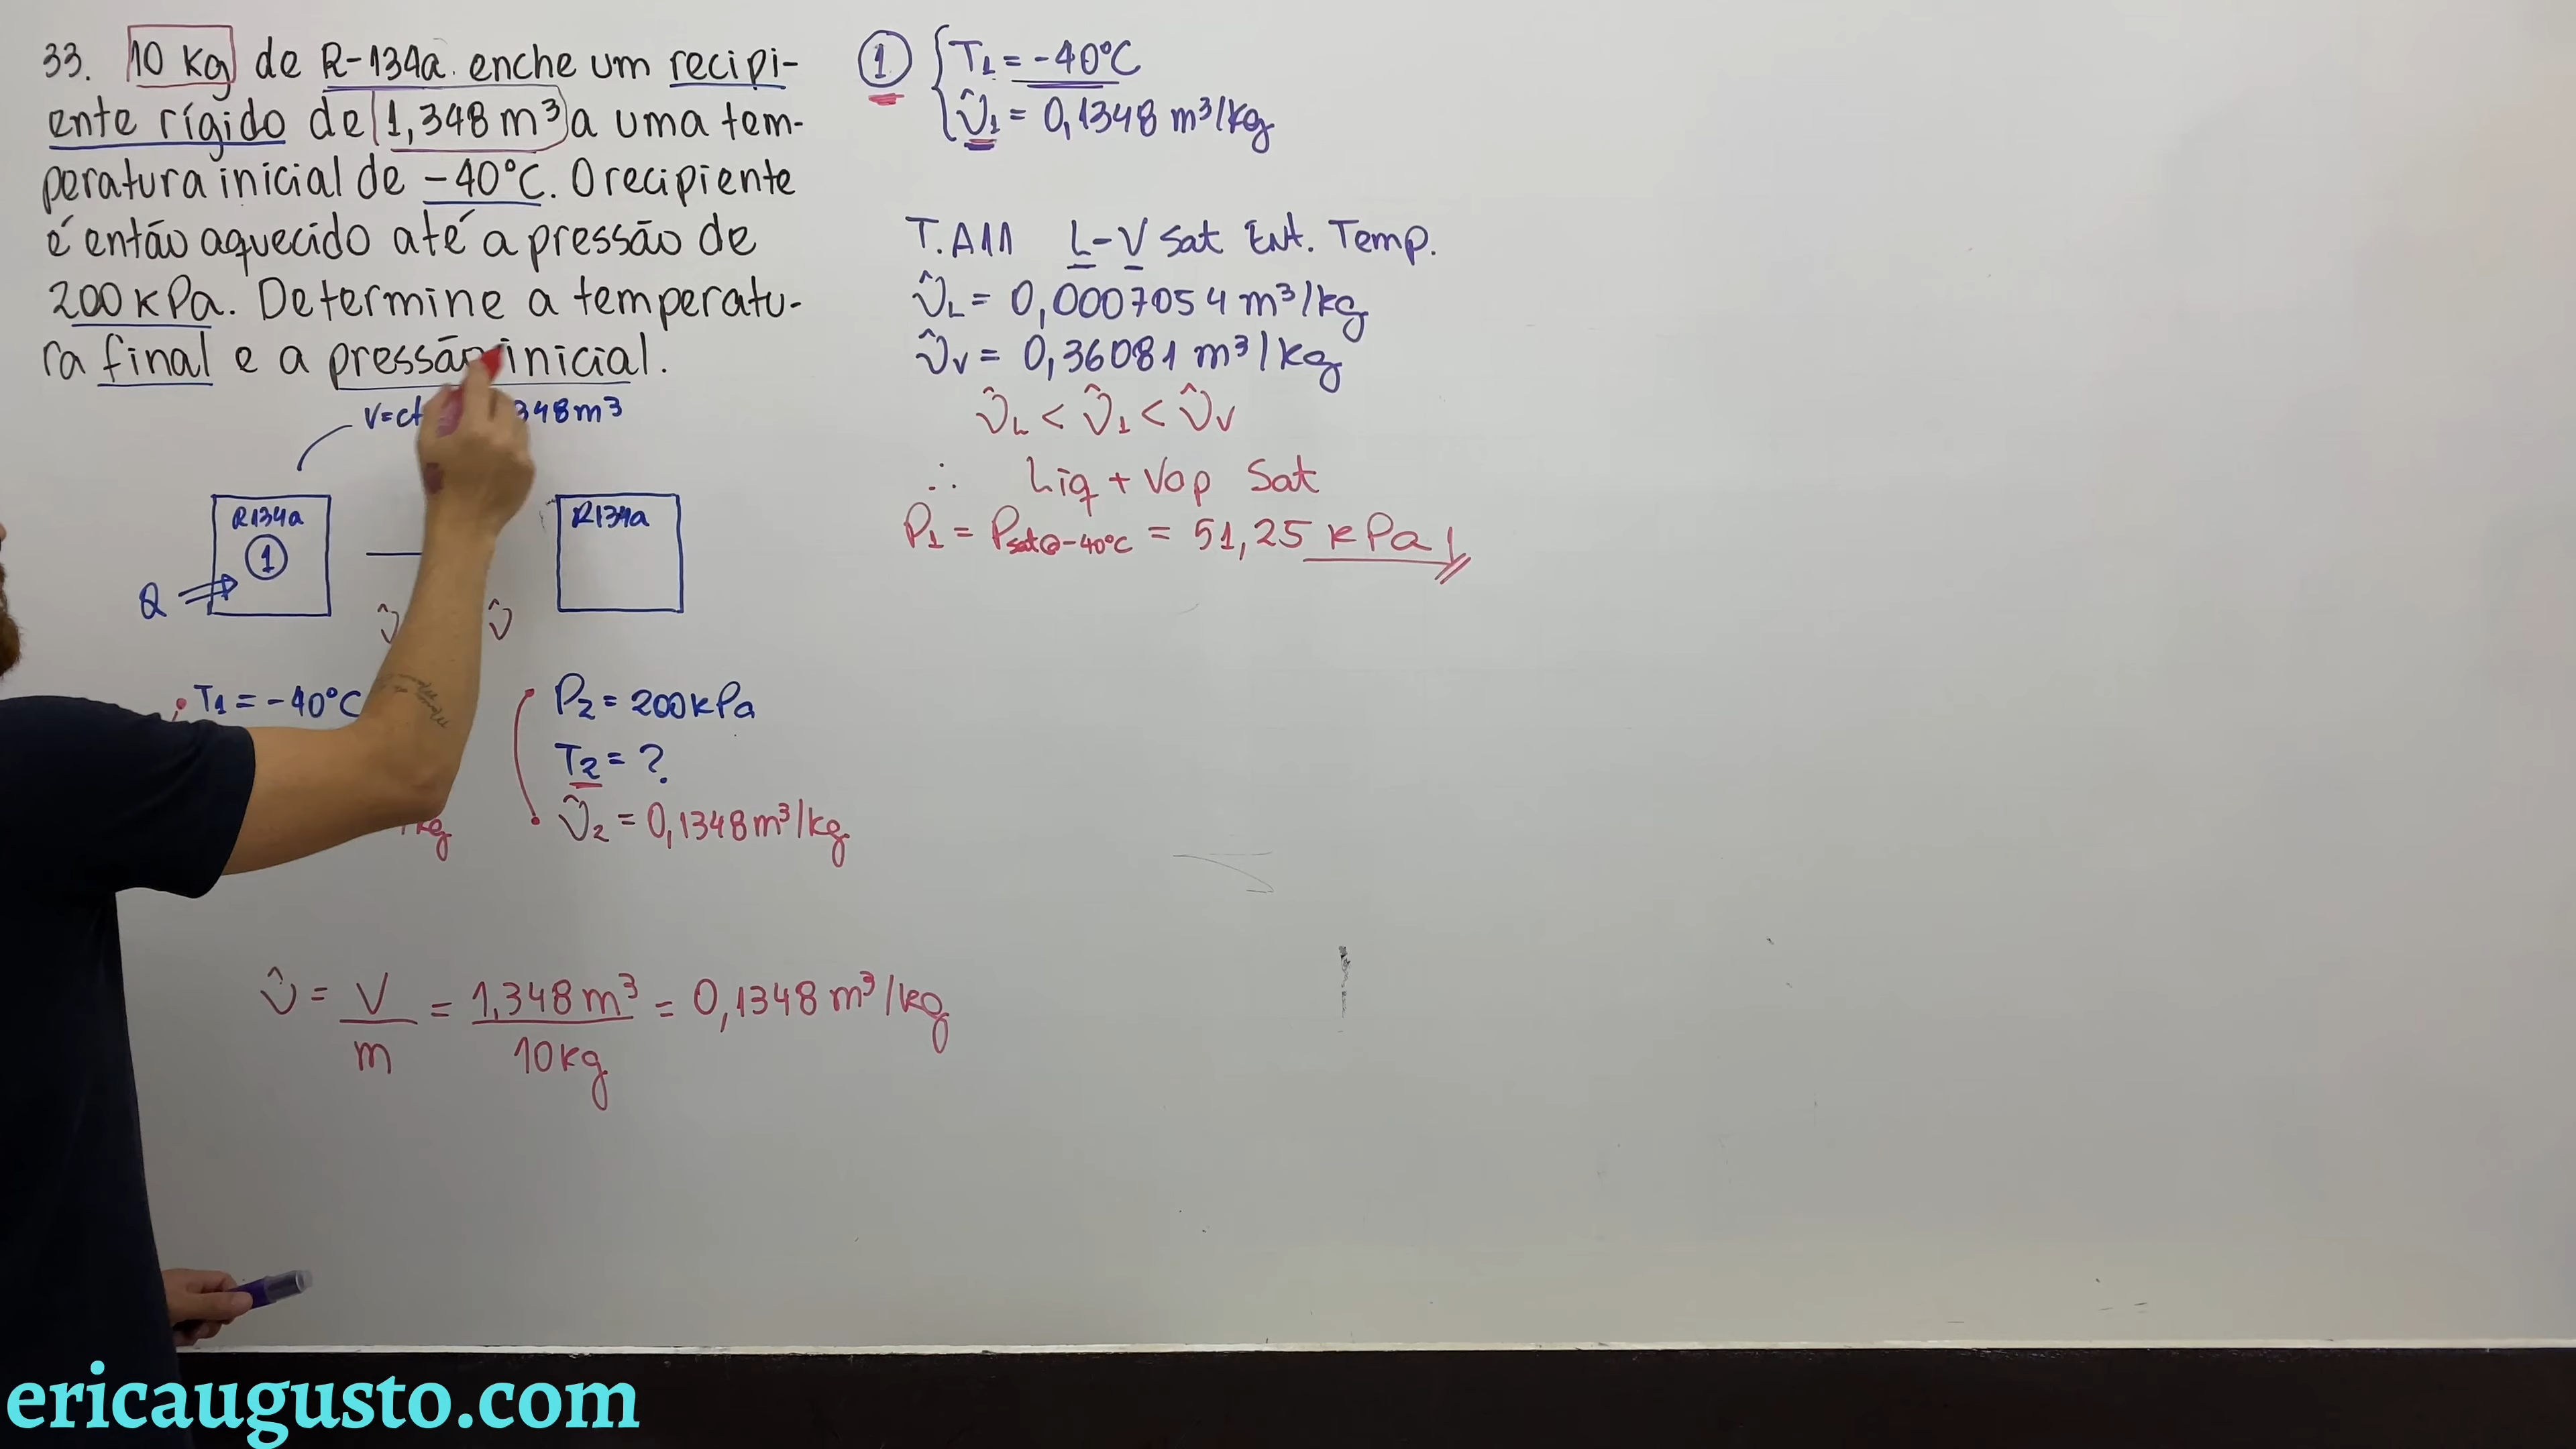 33. 10 Kg de R-134a enche um recipi-
ente rígido de 1,348 m³ a uma tem-
peratura inicial de -40°C. O recipiente
é então aquecido até a pressão de
200 kPa. Determine a temperatu-
ra final e a pressão inicial.
348 m³
R134a
1
Q
R134a
T1 = -40°C
kg
P2 = 200 kPa
T2 = ?
v̂2 = 0,1348 m³/kg
v̂ = V/m = 1,348 m³/10 kg = 0,1348 m³/kg
1 { T1 = -40°C
v̂1 = 0,1348 m³/kg
T. A11 L-V Sat Ent. Temp.
v̂L = 0,0007054 m³/kg
v̂V = 0,36081 m³/kg
v̂L < v̂1 < v̂V
∴ Liq + Vap Sat
P1 = Psat@-40°C = 51,25 kPa
ericaugusto.com